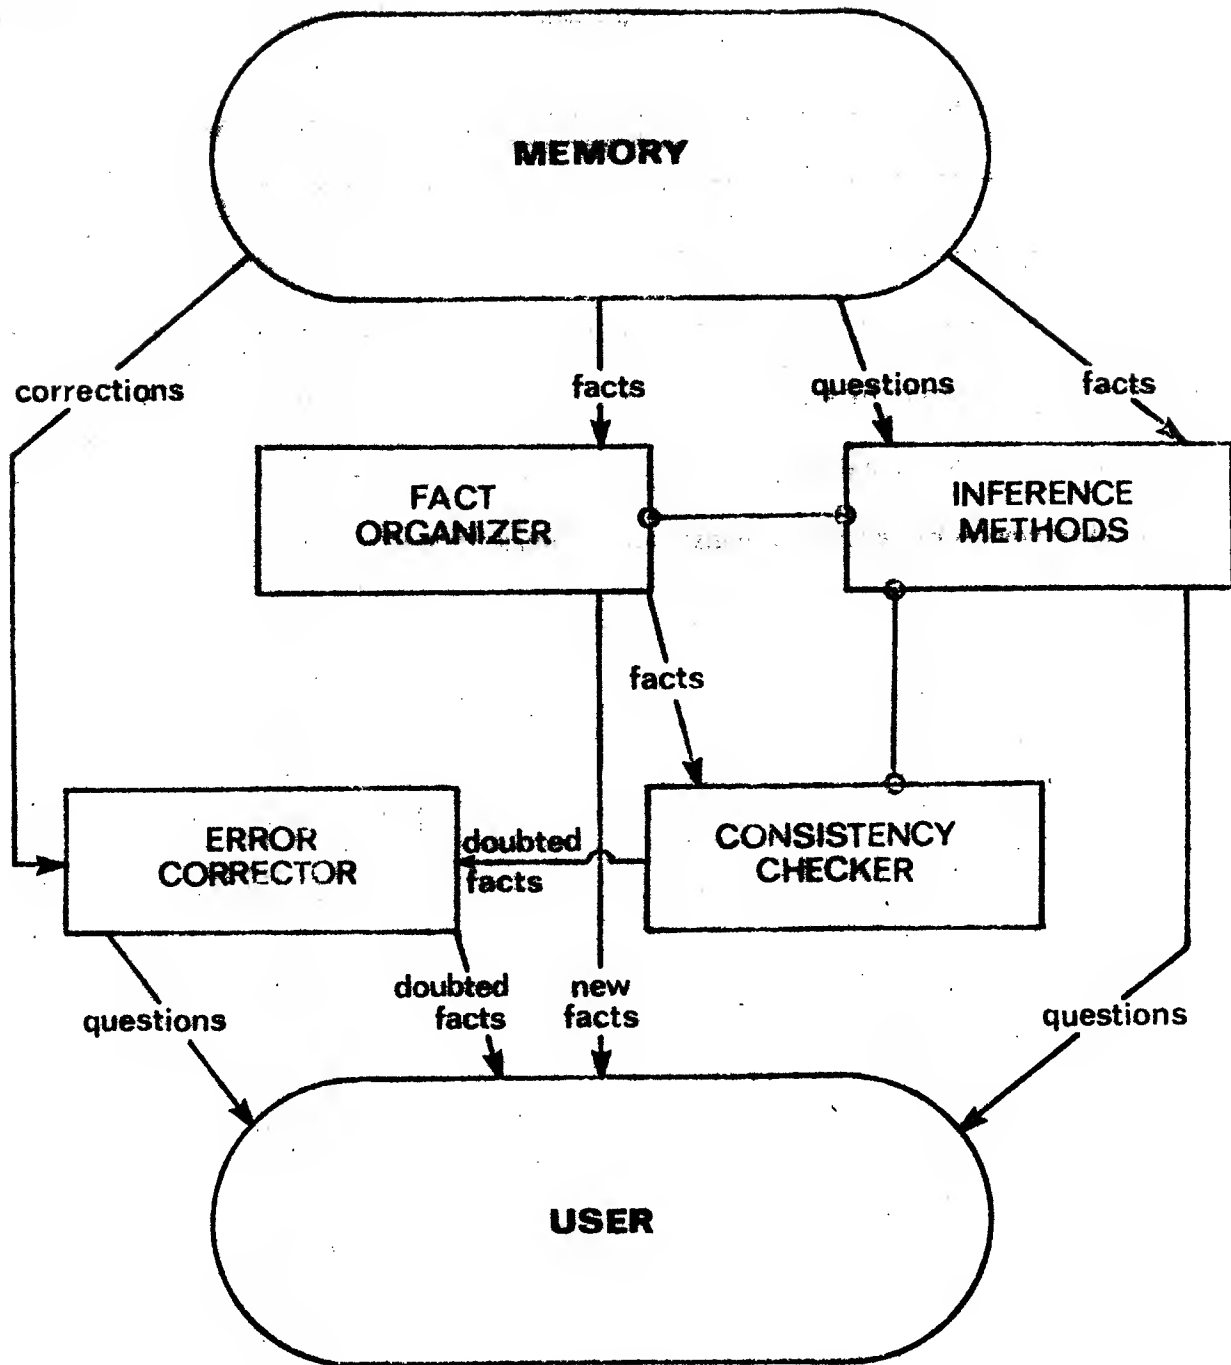 MEMORY
corrections
facts
questions
facts
FACT
ORGANIZER
INFERENCE
METHODS
facts
ERROR
CORRECTOR
doubted
facts
CONSISTENCY
CHECKER
questions
doubted
facts
new
facts
questions
USER